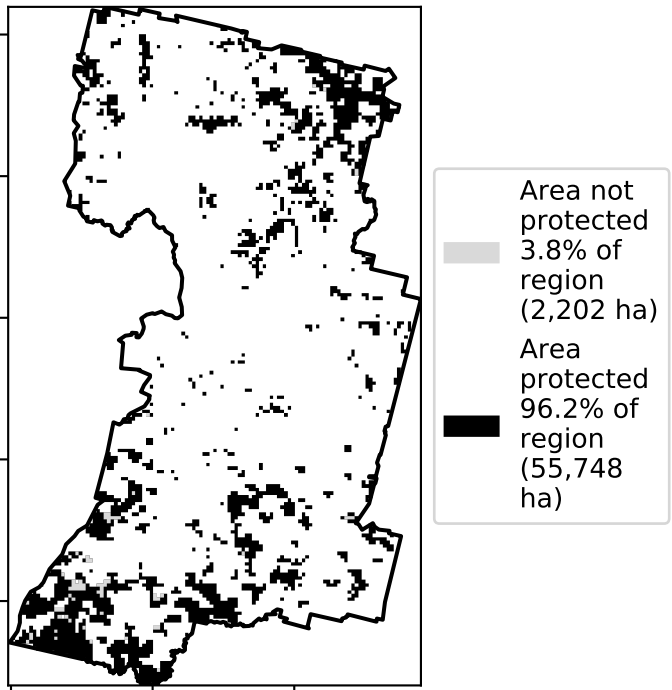 Area not
protected
3.8% of
region
(2,202 ha)
Area
protected
96.2% of
region
(55,748
ha)